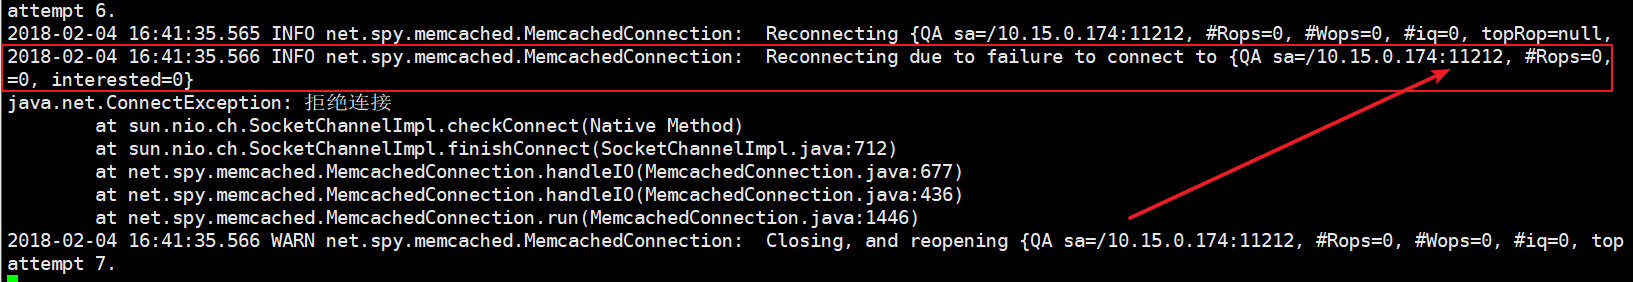 attempt 6.
2018-02-04 16:41:35.565 INFO net.spy.memcached.MemcachedConnection:  Reconnecting {QA sa=/10.15.0.174:11212, #Rops=0, #Wops=0, #iq=0, topRop=null,
2018-02-04 16:41:35.566 INFO net.spy.memcached.MemcachedConnection:  Reconnecting due to failure to connect to {QA sa=/10.15.0.174:11212, #Rops=0,
=0, interested=0}
java.net.ConnectException: 拒绝连接
        at sun.nio.ch.SocketChannelImpl.checkConnect(Native Method)
        at sun.nio.ch.SocketChannelImpl.finishConnect(SocketChannelImpl.java:712)
        at net.spy.memcached.MemcachedConnection.handleIO(MemcachedConnection.java:677)
        at net.spy.memcached.MemcachedConnection.handleIO(MemcachedConnection.java:436)
        at net.spy.memcached.MemcachedConnection.run(MemcachedConnection.java:1446)
2018-02-04 16:41:35.566 WARN net.spy.memcached.MemcachedConnection:  Closing, and reopening {QA sa=/10.15.0.174:11212, #Rops=0, #Wops=0, #iq=0, top
attempt 7.